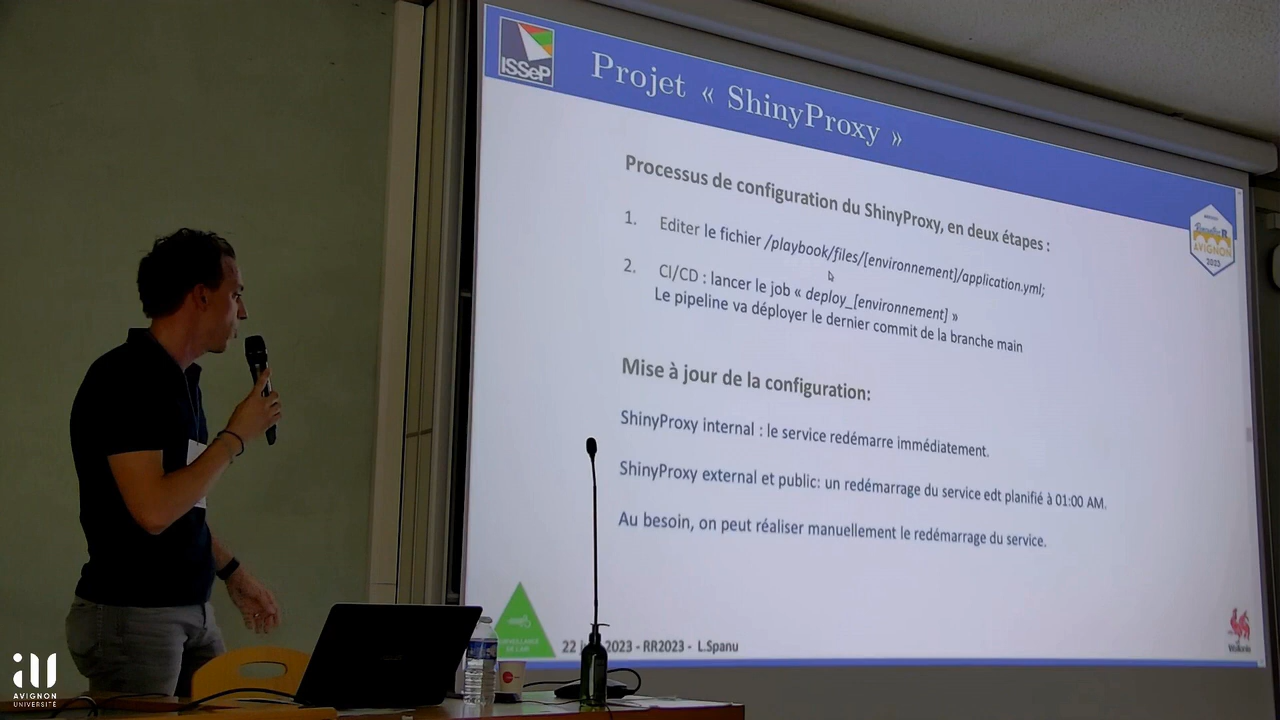 ISSeP
Projet « ShinyProxy »
Processus de configuration du ShinyProxy, en deux étapes :
1. Editer le fichier /playbook/files/[environnement]/application.yml;
2. CI/CD : lancer le job « deploy_[environnement] »
Le pipeline va déployer le dernier commit de la branche main
AVIGNON
2023
Mise à jour de la configuration:
ShinyProxy internal : le service redémarre immédiatement.
ShinyProxy external et public: un redémarrage du service edt planifié à 01:00 AM.
Au besoin, on peut réaliser manuellement le redémarrage du service.
22 2023 - RR2023 - L.Spanu
Wallonie
AVIGNON
UNIVERSITÉ